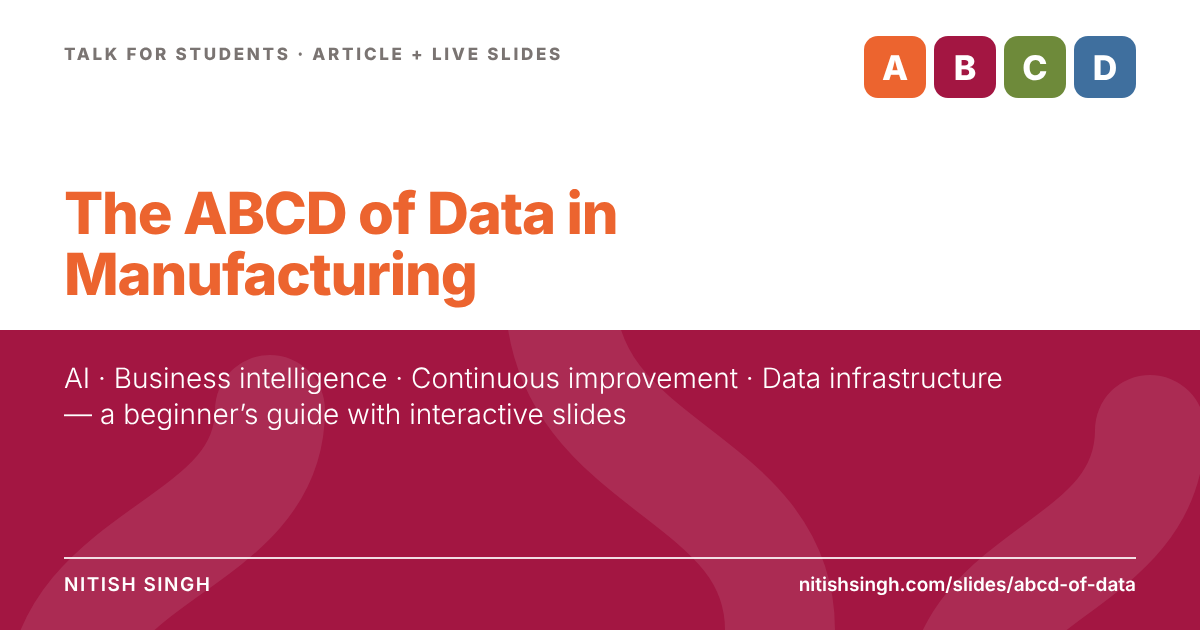 TALK FOR STUDENTS · ARTICLE + LIVE SLIDES
A B C D
The ABCD of Data in
Manufacturing
AI · Business intelligence · Continuous improvement · Data infrastructure
— a beginner’s guide with interactive slides
NITISH SINGH
nitishsingh.com/slides/abcd-of-data